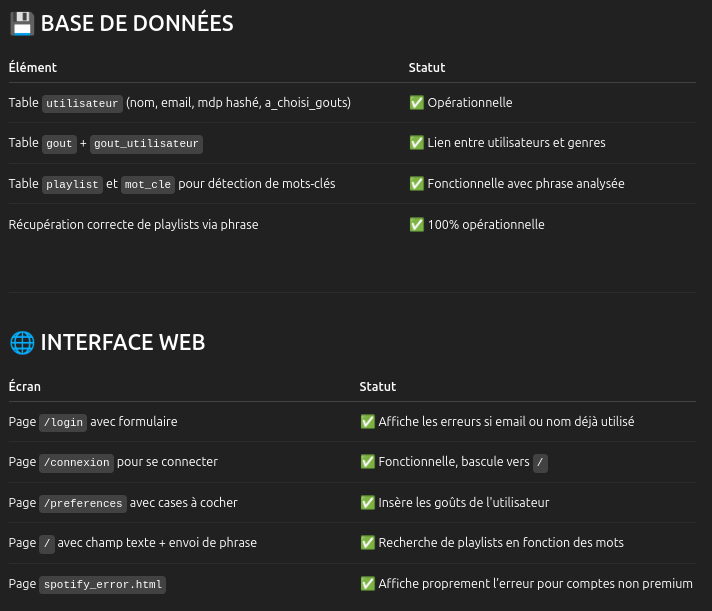 💾 BASE DE DONNÉES
Élément Statut
Table utilisateur (nom, email, mdp hashé, a_choisi_gouts) ✅ Opérationnelle
Table gout + gout_utilisateur ✅ Lien entre utilisateurs et genres
Table playlist et mot_cle pour détection de mots-clés ✅ Fonctionnelle avec phrase analysée
Récupération correcte de playlists via phrase ✅ 100% opérationnelle
🌐 INTERFACE WEB
Écran Statut
Page /login avec formulaire ✅ Affiche les erreurs si email ou nom déjà utilisé
Page /connexion pour se connecter ✅ Fonctionnelle, bascule vers /
Page /preferences avec cases à cocher ✅ Insère les goûts de l'utilisateur
Page / avec champ texte + envoi de phrase ✅ Recherche de playlists en fonction des mots
Page spotify_error.html ✅ Affiche proprement l'erreur pour comptes non premium